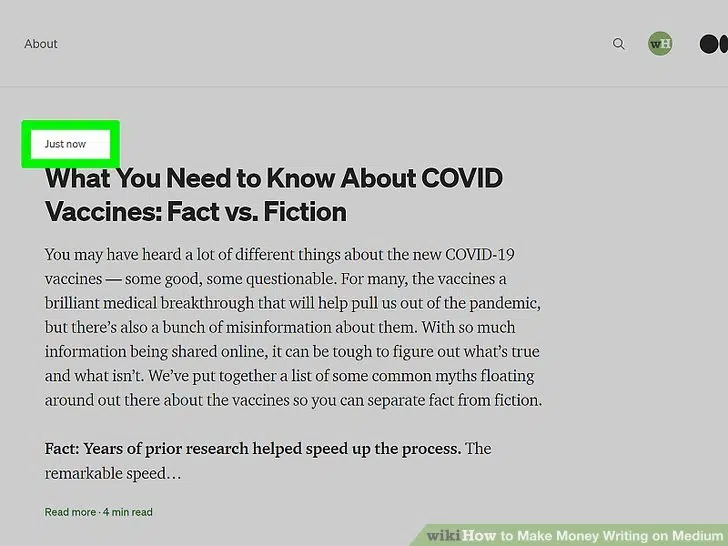 About
wH
Just now
What You Need to Know About COVID
Vaccines: Fact vs. Fiction
You may have heard a lot of different things about the new COVID-19
vaccines — some good, some questionable. For many, the vaccines a
brilliant medical breakthrough that will help pull us out of the pandemic,
but there’s also a bunch of misinformation about them. With so much
information being shared online, it can be tough to figure out what’s true
and what isn’t. We’ve put together a list of some common myths floating
around out there about the vaccines so you can separate fact from fiction.
Fact: Years of prior research helped speed up the process. The
remarkable speed…
Read more · 4 min read
wikiHow to Make Money Writing on Medium